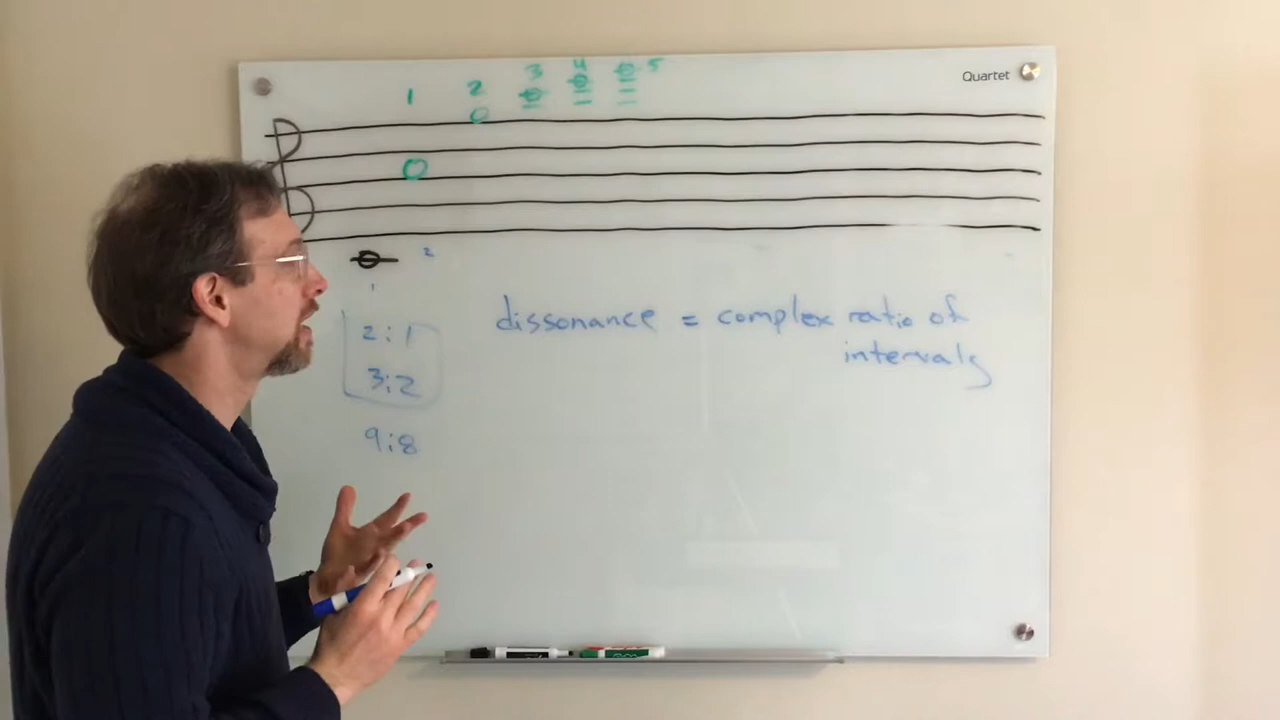 Quartet
1 2 3 4 5
2
1
2:1
3:2
9:8
dissonance = complex ratio of
intervals